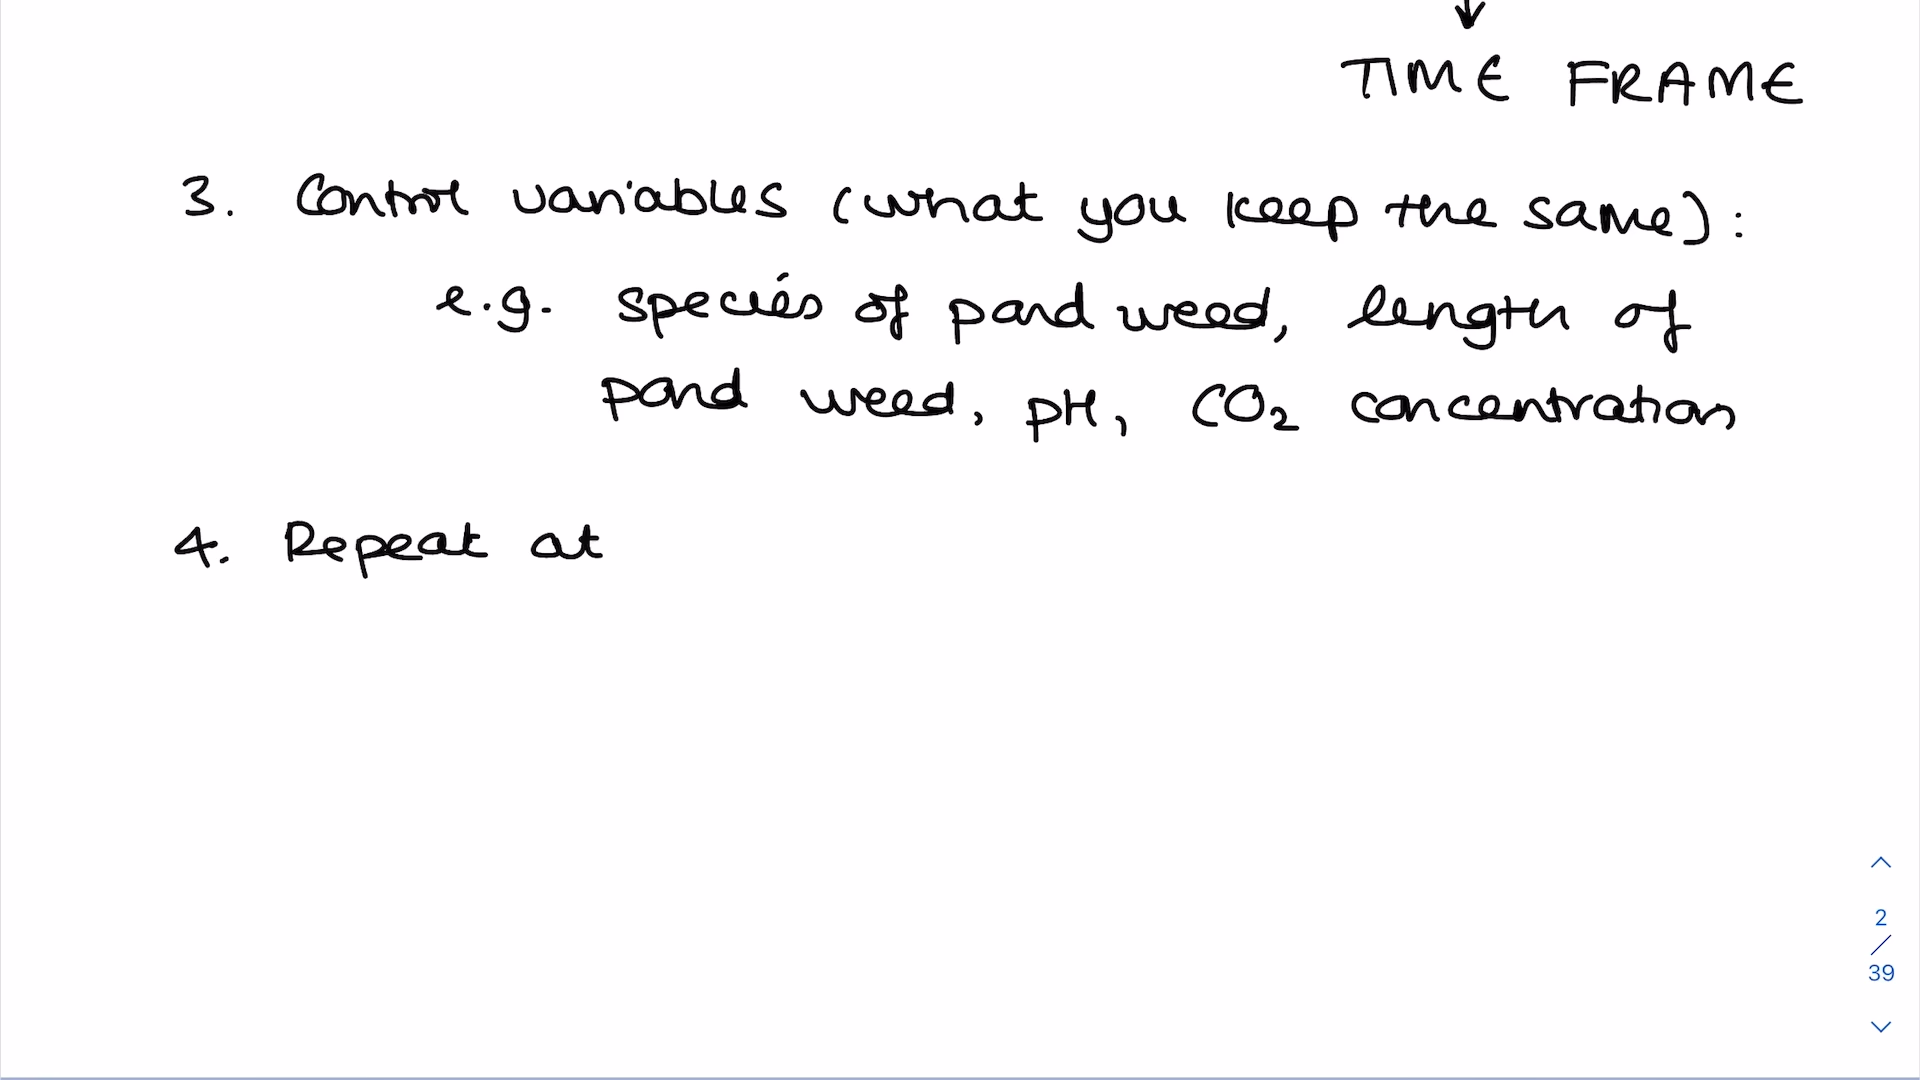 TIME FRAME
3. Control variables (what you keep the same):
e.g. species of pond weed, length of
pond weed, pH, CO₂ concentration
4. Repeat at
2
/
39